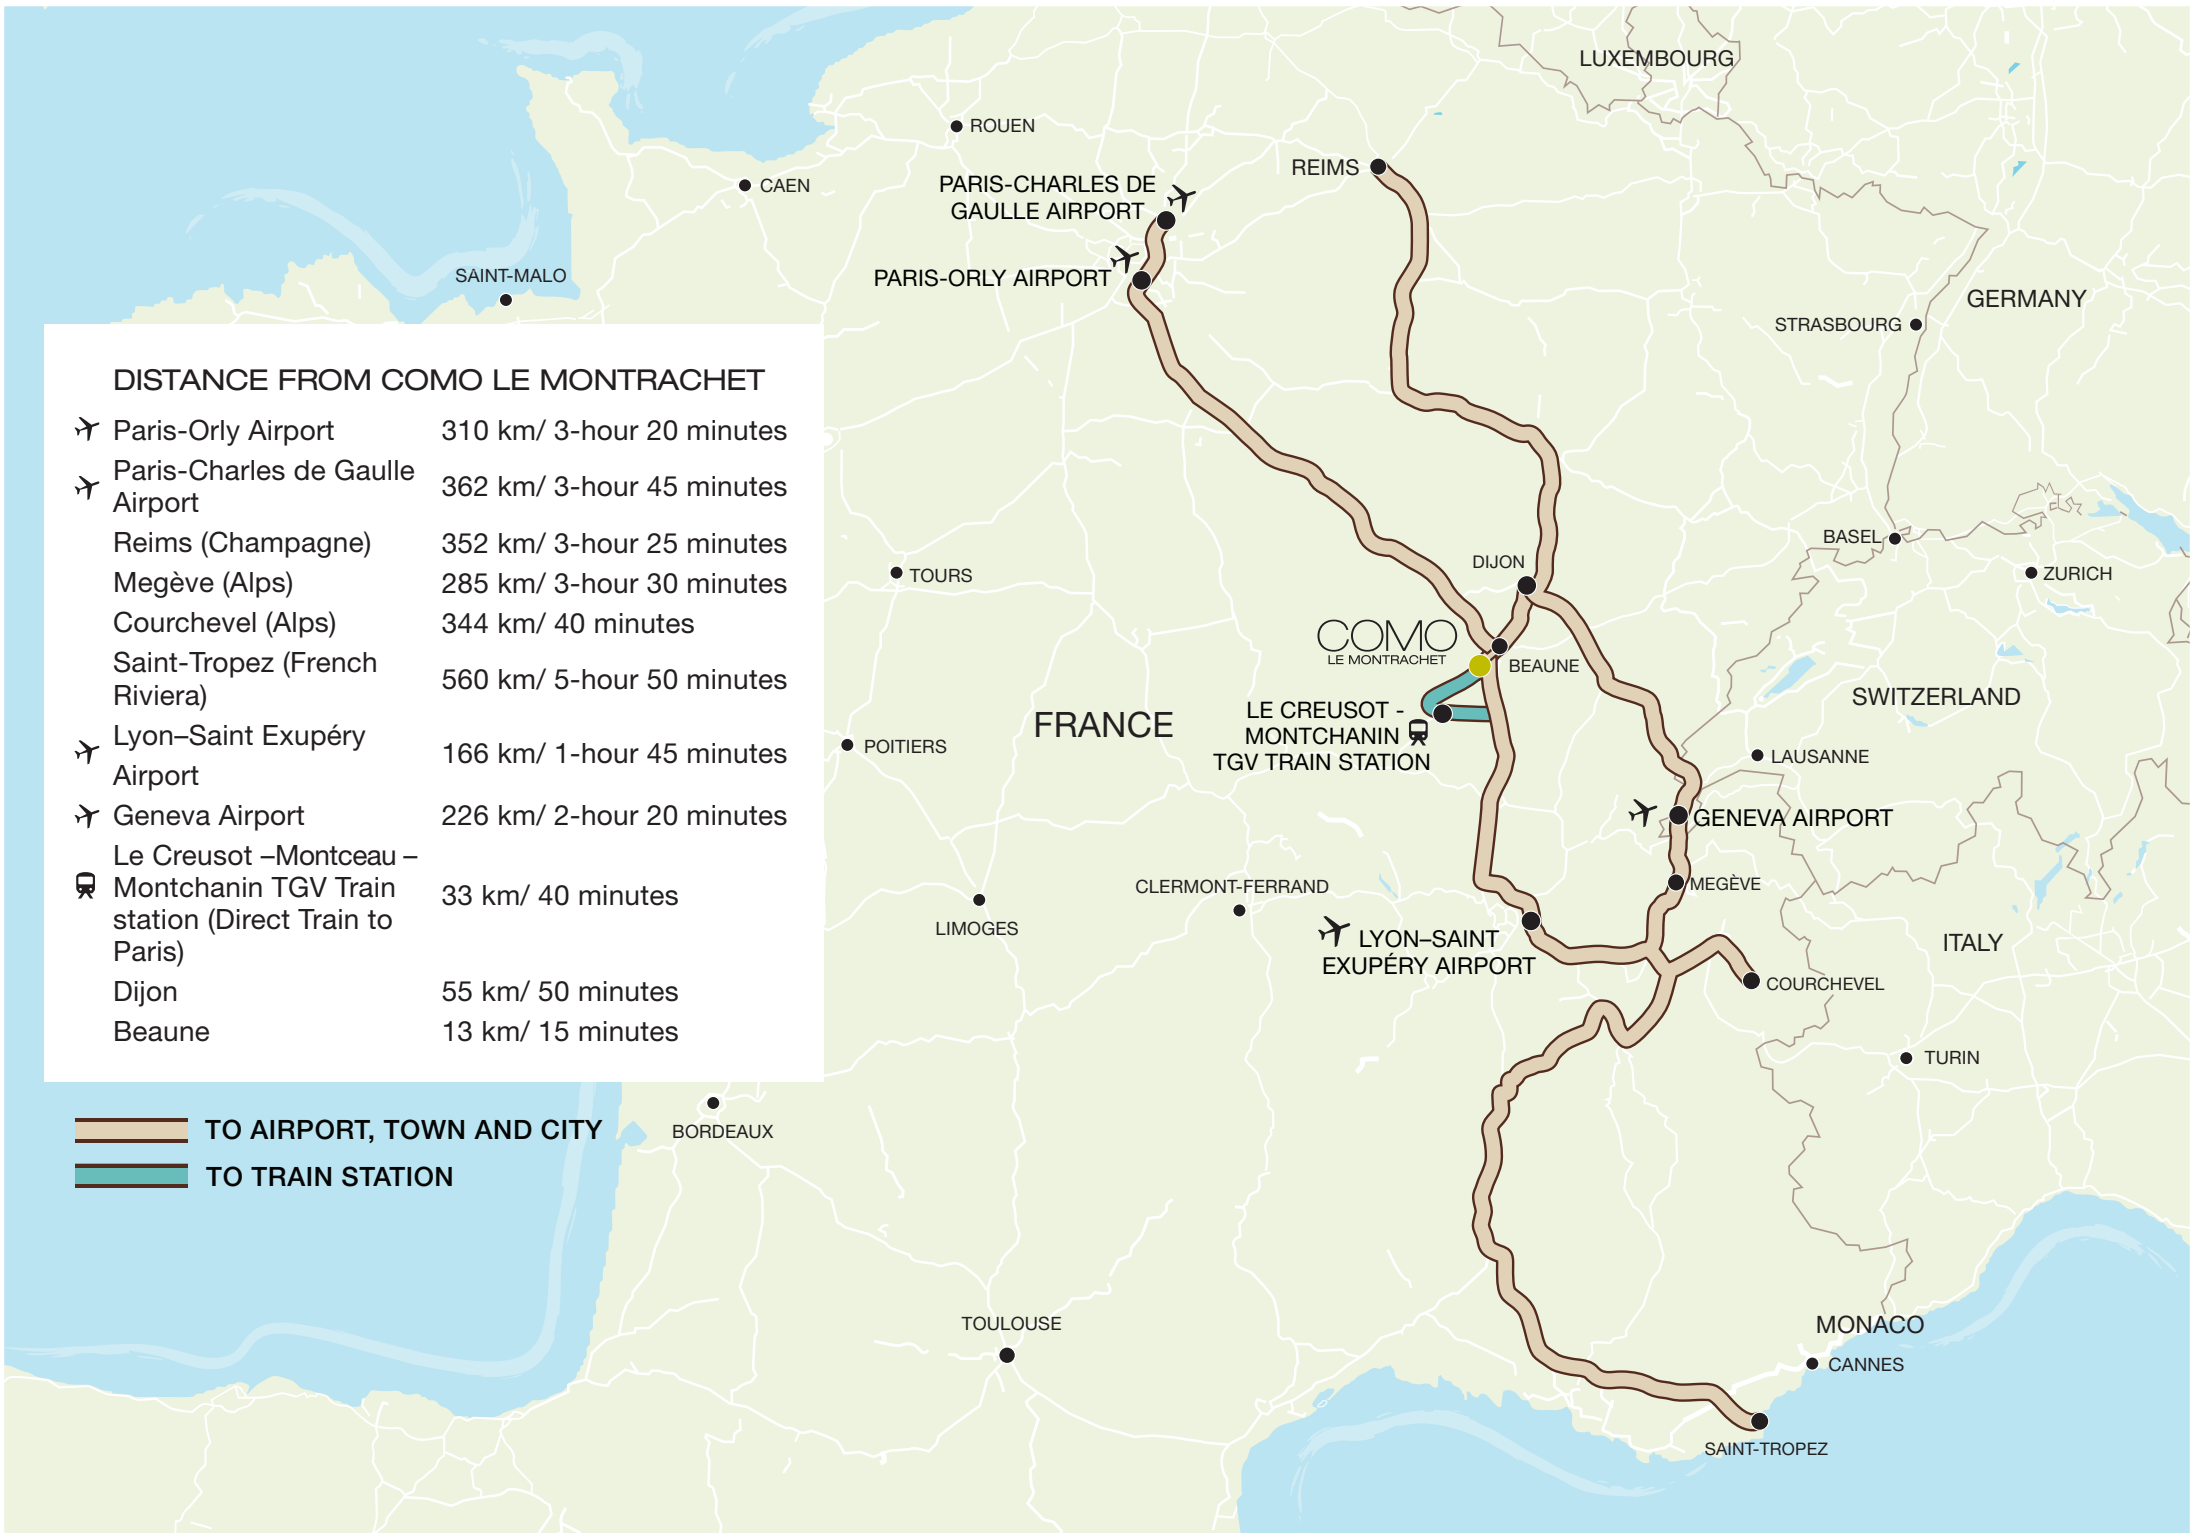 LUXEMBOURG
ROUEN
REIMS
PARIS-CHARLES DE
GAULLE AIRPORT
CAEN
PARIS-ORLY AIRPORT
SAINT-MALO
GERMANY
STRASBOURG
DISTANCE FROM COMO LE MONTRACHET
Paris-Orly Airport 310 km/ 3-hour 20 minutes
Paris-Charles de Gaulle
Airport 362 km/ 3-hour 45 minutes
Reims (Champagne) 352 km/ 3-hour 25 minutes
Megève (Alps) 285 km/ 3-hour 30 minutes
Courchevel (Alps) 344 km/ 40 minutes
Saint-Tropez (French
Riviera) 560 km/ 5-hour 50 minutes
Lyon–Saint Exupéry
Airport 166 km/ 1-hour 45 minutes
Geneva Airport 226 km/ 2-hour 20 minutes
Le Creusot –Montceau –
Montchanin TGV Train
station (Direct Train to
Paris) 33 km/ 40 minutes
Dijon 55 km/ 50 minutes
Beaune 13 km/ 15 minutes
TO AIRPORT, TOWN AND CITY
TO TRAIN STATION
BASEL
ZURICH
DIJON
TOURS
COMO
LE MONTRACHET
BEAUNE
SWITZERLAND
LE CREUSOT -
MONTCHANIN
TGV TRAIN STATION
FRANCE
POITIERS
LAUSANNE
GENEVA AIRPORT
MEGÈVE
CLERMONT-FERRAND
LIMOGES
LYON–SAINT
EXUPÉRY AIRPORT
ITALY
COURCHEVEL
TURIN
BORDEAUX
TOULOUSE
MONACO
CANNES
SAINT-TROPEZ